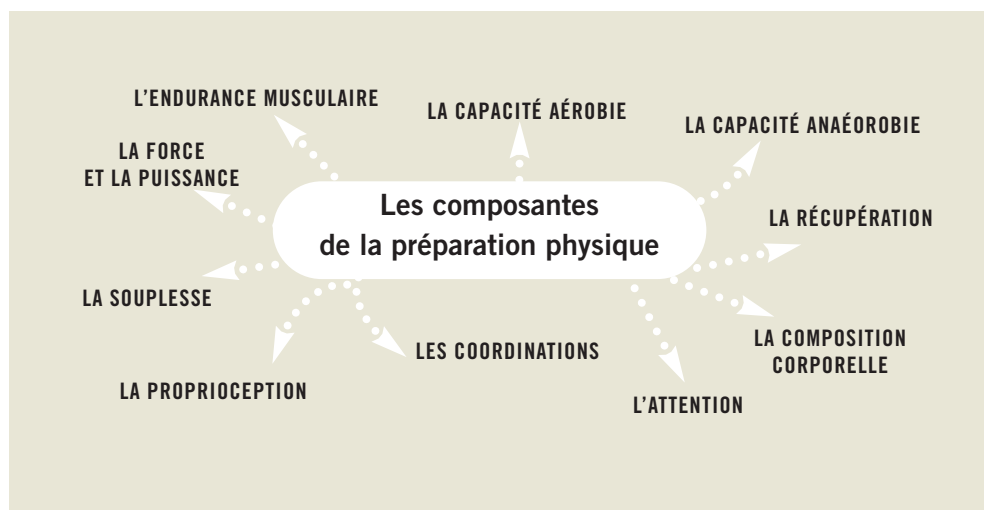 L'ENDURANCE MUSCULAIRE
LA CAPACITÉ AÉROBIE
LA CAPACITÉ ANAÉOROBIE
LA FORCE
ET LA PUISSANCE
Les composantes
de la préparation physique
LA RÉCUPÉRATION
LA SOUPLESSE
LES COORDINATIONS
LA COMPOSITION
CORPORELLE
LA PROPRIOCEPTION
L'ATTENTION